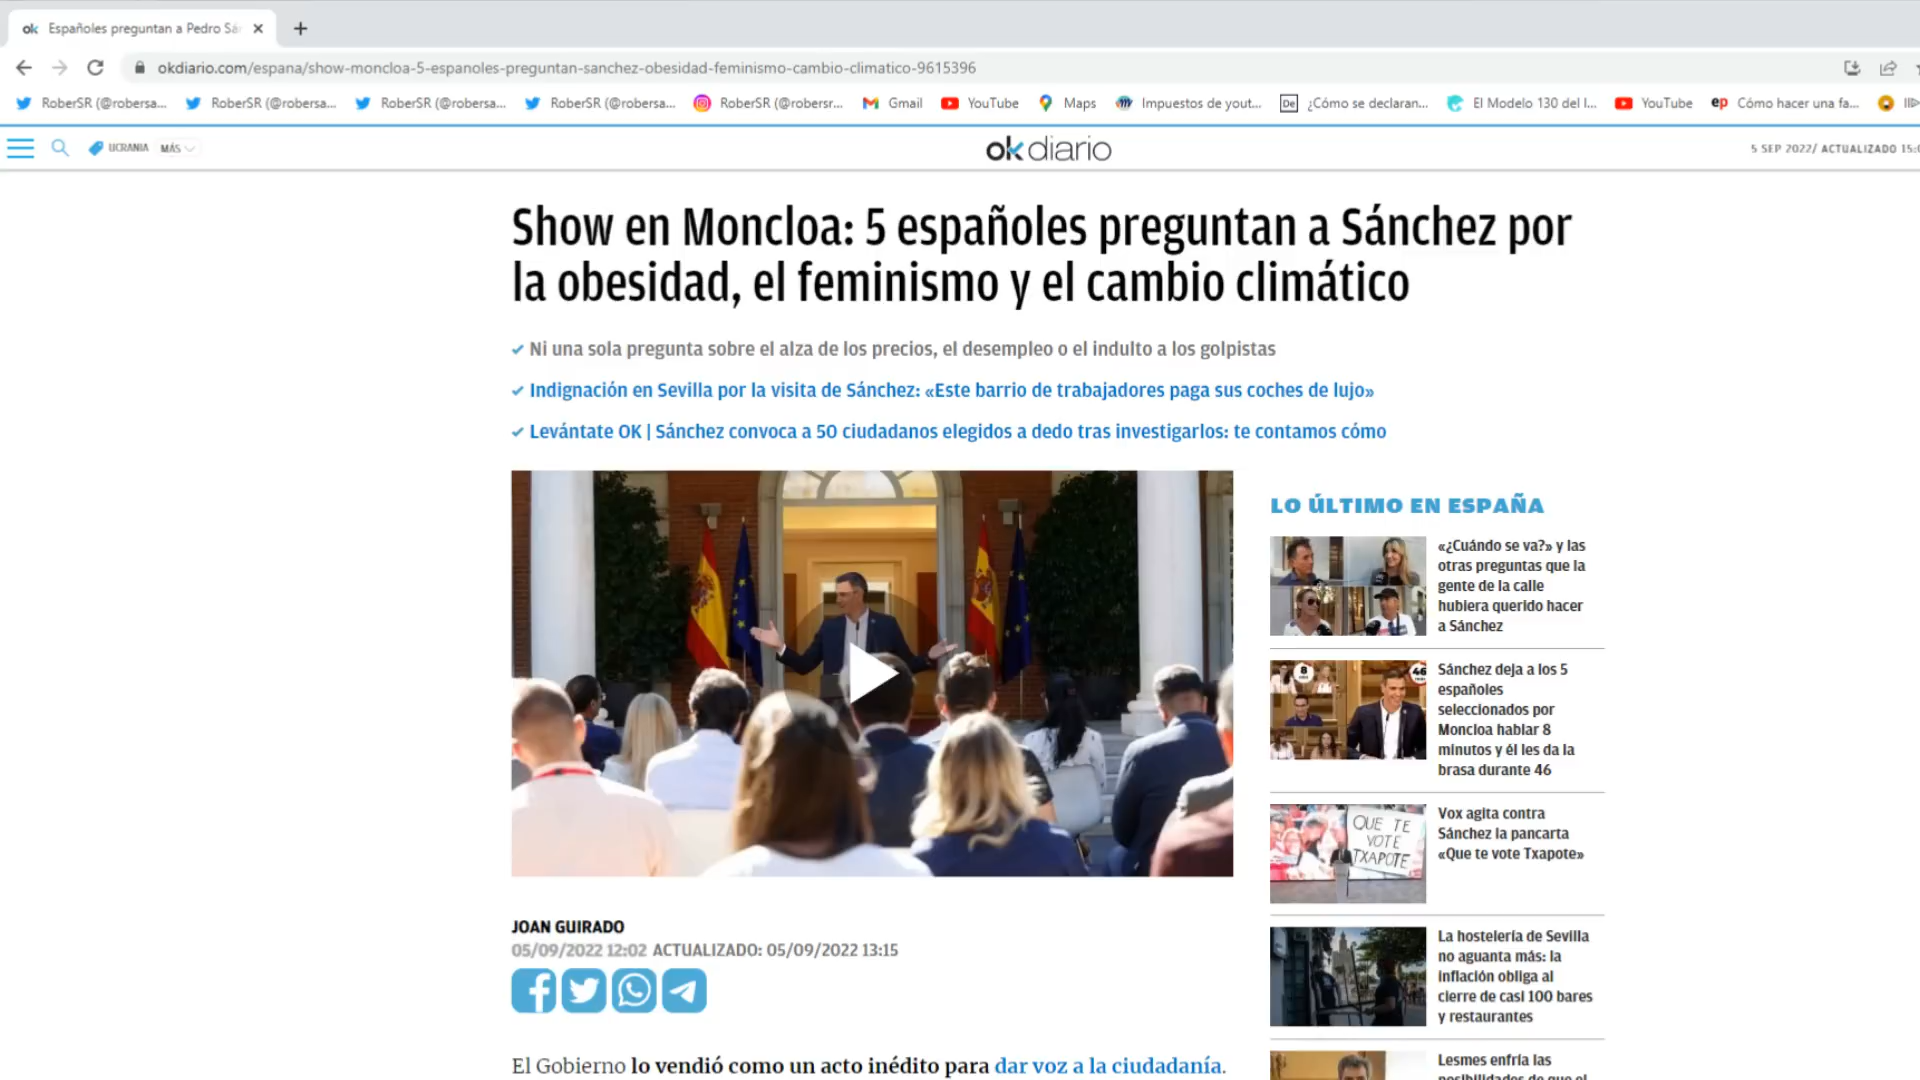 ok Españoles preguntan a Pedro Sá
okdiario.com/espana/show-moncloa-5-espanoles-preguntan-sanchez-obesidad-feminismo-cambio-climatico-9615396
RoberSR (@robersa... RoberSR (@robersa... RoberSR (@robersa... RoberSR (@robersa... RoberSR (@robersr... Gmail YouTube Maps Impuestos de yout... De ¿Cómo se declaran... El Modelo 130 del I... YouTube ep Cómo hacer una fa...
UCRANIA MÁS
okdiario
5 SEP 2022/ ACTUALIZADO 15:0
Show en Moncloa: 5 españoles preguntan a Sánchez por
la obesidad, el feminismo y el cambio climático
Ni una sola pregunta sobre el alza de los precios, el desempleo o el indulto a los golpistas
Indignación en Sevilla por la visita de Sánchez: «Este barrio de trabajadores paga sus coches de lujo»
Levántate OK | Sánchez convoca a 50 ciudadanos elegidos a dedo tras investigarlos: te contamos cómo
JOAN GUIRADO
05/09/2022 12:02 ACTUALIZADO: 05/09/2022 13:15
El Gobierno lo vendió como un acto inédito para dar voz a la ciudadanía.
LO ÚLTIMO EN ESPAÑA
«¿Cuándo se va?» y las
otras preguntas que la
gente de la calle
hubiera querido hacer
a Sánchez
8
46
Sánchez deja a los 5
españoles
seleccionados por
Moncloa hablar 8
minutos y él les da la
brasa durante 46
QUE TE
VOTE
TXAPOTE
Vox agita contra
Sánchez la pancarta
«Que te vote Txapote»
La hostelería de Sevilla
no aguanta más: la
inflación obliga al
cierre de casi 100 bares
y restaurantes
Lesmes enfría las
posibilidades de que el